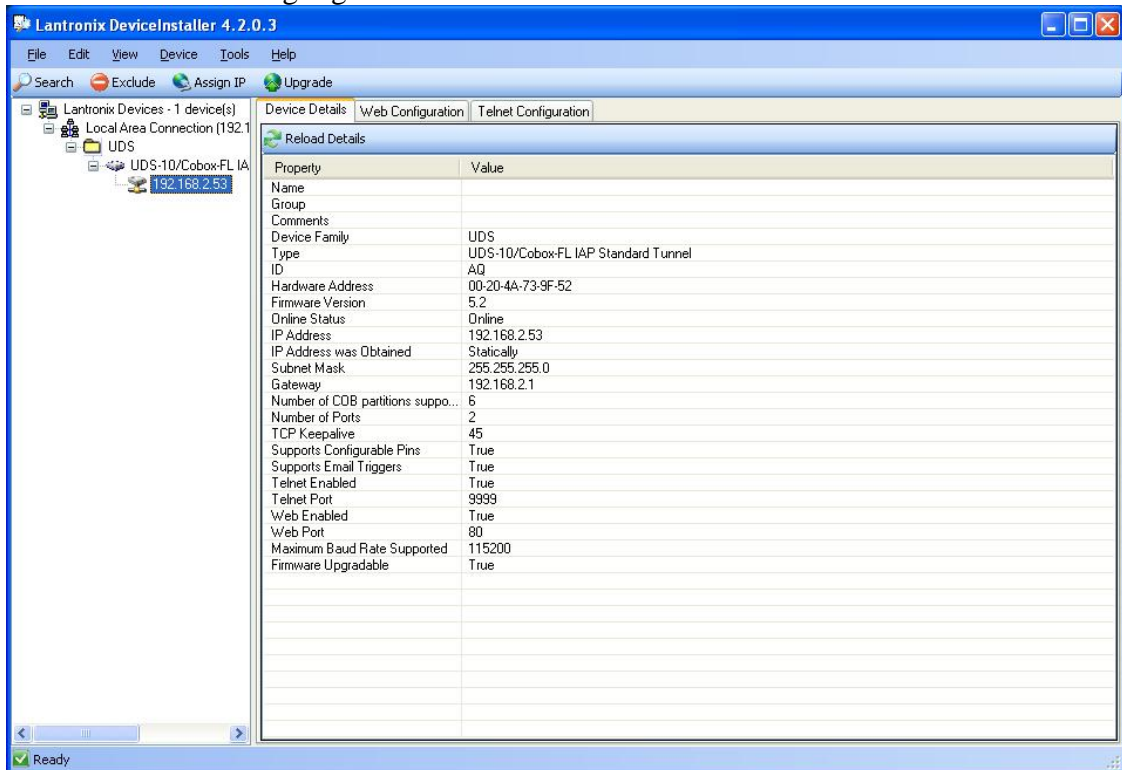 Lantronix DeviceInstaller 4.2.0.3
File Edit View Device Tools Help
Search Exclude Assign IP Upgrade
Lantronix Devices - 1 device(s)
Local Area Connection (192.1
UDS
UDS-10/Cobox-FL IA
192.168.2.53
Device Details Web Configuration Telnet Configuration
Reload Details
Property Value
Name
Group
Comments
Device Family UDS
Type UDS-10/Cobox-FL IAP Standard Tunnel
ID AQ
Hardware Address 00-20-4A-73-9F-52
Firmware Version 5.2
Online Status Online
IP Address 192.168.2.53
IP Address was Obtained Statically
Subnet Mask 255.255.255.0
Gateway 192.168.2.1
Number of COB partitions suppo... 6
Number of Ports 2
TCP Keepalive 45
Supports Configurable Pins True
Supports Email Triggers True
Telnet Enabled True
Telnet Port 9999
Web Enabled True
Web Port 80
Maximum Baud Rate Supported 115200
Firmware Upgradable True
Ready